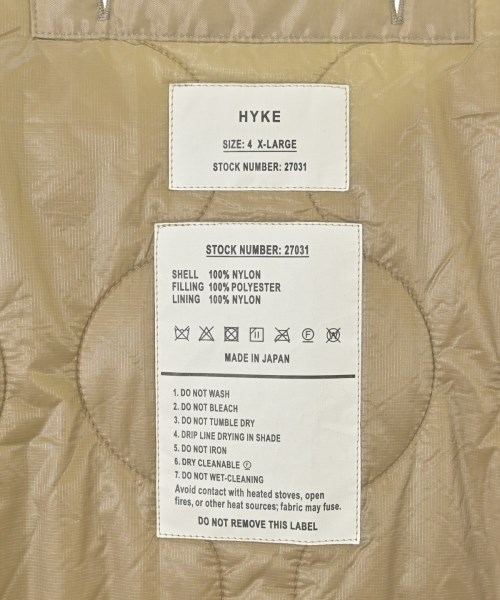 HYKE
SIZE: 4 X-LARGE
STOCK NUMBER: 27031
STOCK NUMBER: 27031
SHELL 100% NYLON
FILLING 100% POLYESTER
LINING 100% NYLON
MADE IN JAPAN
1. DO NOT WASH
2. DO NOT BLEACH
3. DO NOT TUMBLE DRY
4. DRIP LINE DRYING IN SHADE
5. DO NOT IRON
6. DRY CLEANABLE Ⓕ
7. DO NOT WET-CLEANING
Avoid contact with heated stoves, open
fires, or other heat sources; fabric may fuse.
DO NOT REMOVE THIS LABEL